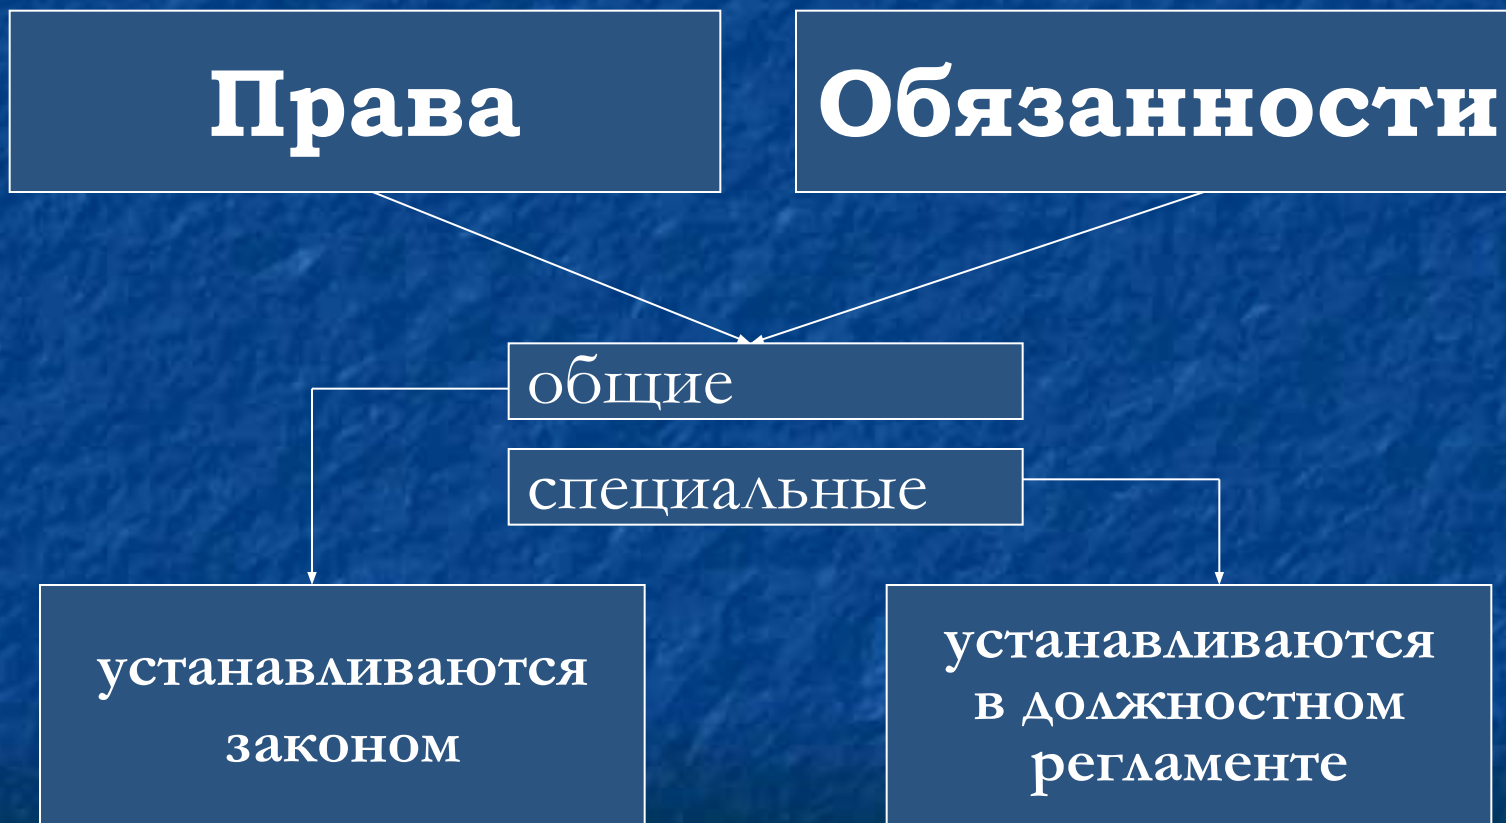 Права
Обязанности
общие
специальные
устанавливаются
законом
устанавливаются
в должностном
регламенте